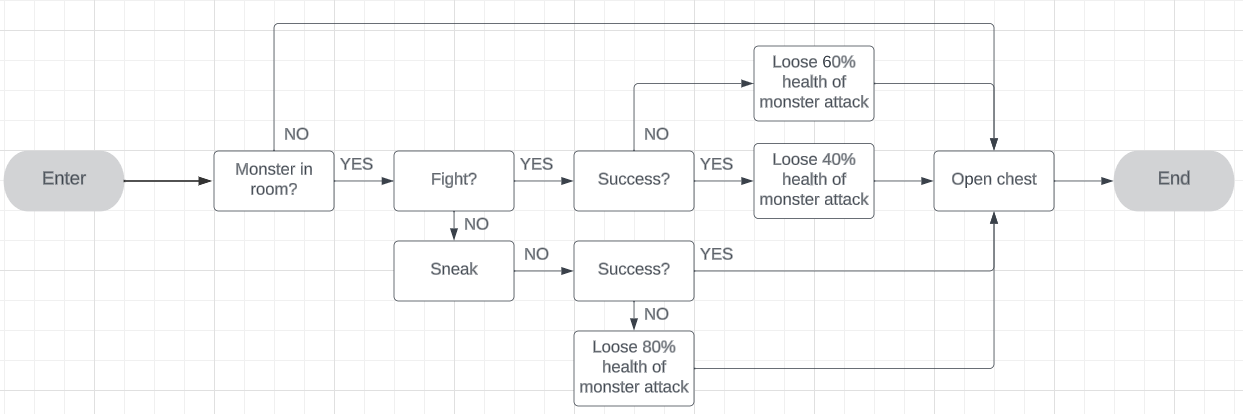 Loose 60%
health of
monster attack
NO
NO
Enter
Monster in
room?
YES
Fight?
YES
Success?
YES
Loose 40%
health of
monster attack
Open chest
End
NO
Sneak
NO
Success?
YES
NO
Loose 80%
health of
monster attack